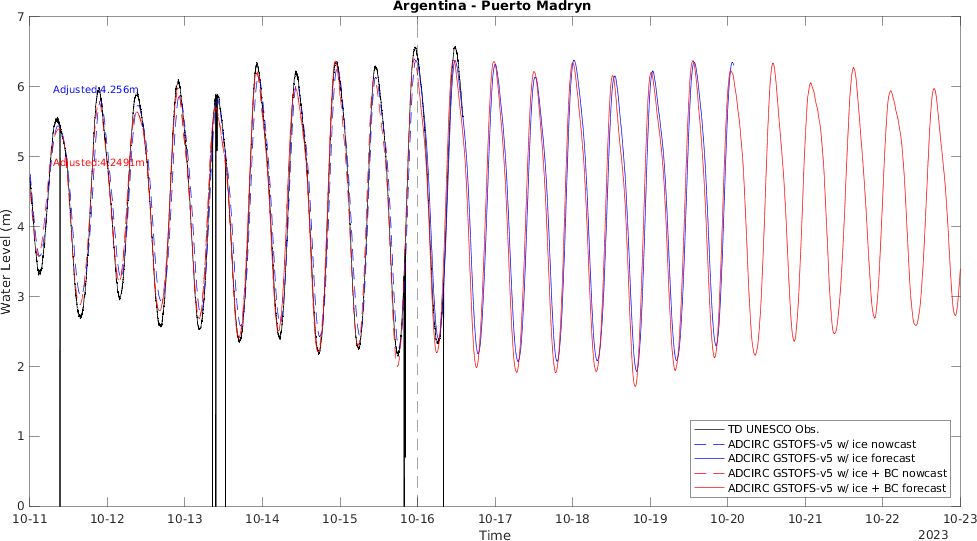 Argentina - Puerto Madryn
7
6
5
4
3
2
1
0
Water Level (m)
Adjusted:4.256m
Adjusted:4.2491m
TD UNESCO Obs.
ADCIRC GSTOFS-v5 w/ ice nowcast
ADCIRC GSTOFS-v5 w/ ice forecast
ADCIRC GSTOFS-v5 w/ ice + BC nowcast
ADCIRC GSTOFS-v5 w/ ice + BC forecast
10-11 10-12 10-13 10-14 10-15 10-16 10-17 10-18 10-19 10-20 10-21 10-22 10-23
Time
2023